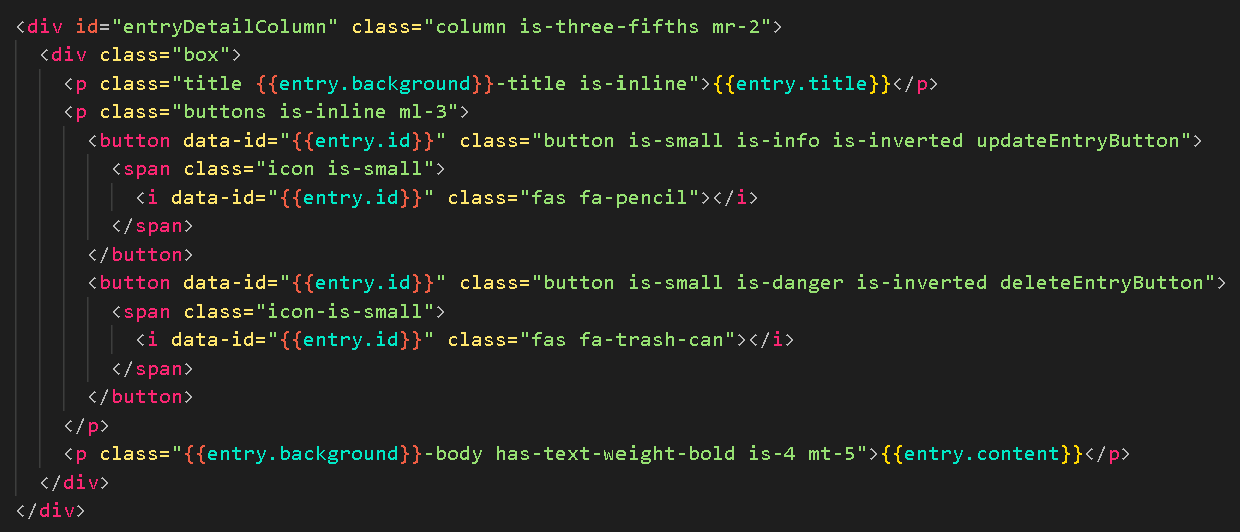 <div id="entryDetailColumn" class="column is-three-fifths mr-2">
<div class="box">
<p class="title {{entry.background}}-title is-inline">{{entry.title}}</p>
<p class="buttons is-inline ml-3">
<button data-id="{{entry.id}}" class="button is-small is-info is-inverted updateEntryButton">
<span class="icon is-small">
<i data-id="{{entry.id}}" class="fas fa-pencil"></i>
</span>
</button>
<button data-id="{{entry.id}}" class="button is-small is-danger is-inverted deleteEntryButton">
<span class="icon-is-small">
<i data-id="{{entry.id}}" class="fas fa-trash-can"></i>
</span>
</button>
</p>
<p class="{{entry.background}}-body has-text-weight-bold is-4 mt-5">{{entry.content}}</p>
</div>
</div>